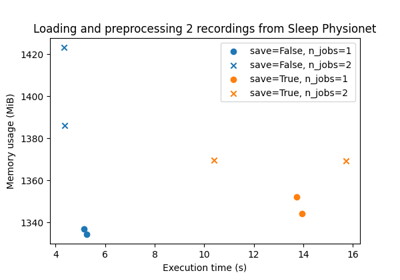 Loading and preprocessing 2 recordings from Sleep Physionet
save=False, n_jobs=1
save=False, n_jobs=2
save=True, n_jobs=1
save=True, n_jobs=2
Memory usage (MiB)
1420
1400
1380
1360
1340
4 6 8 10 12 14 16
Execution time (s)